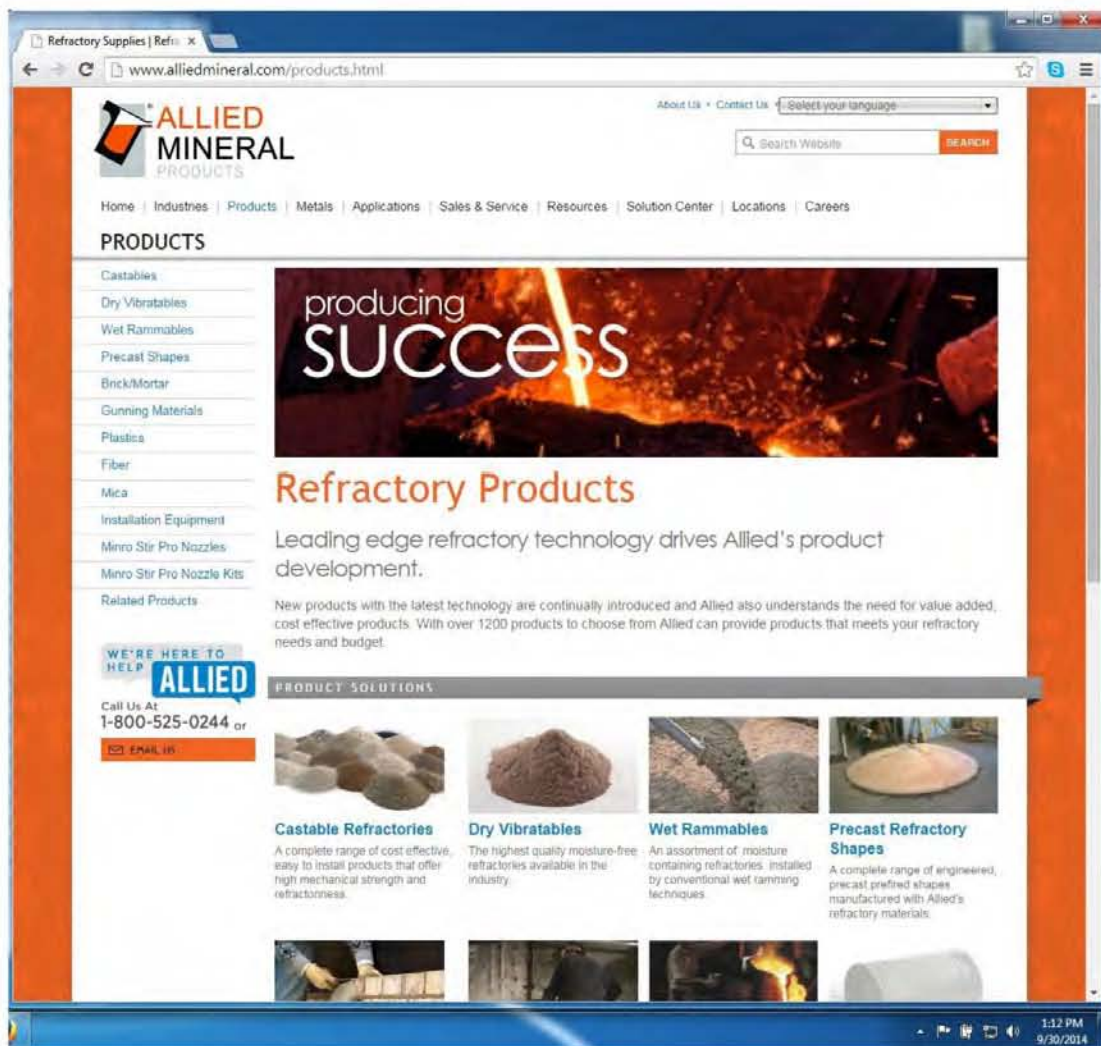 Refractory Supplies | Refr
www.alliedmineral.com/products.html
ALLIED
MINERAL
PRODUCTS
About Us • Contact Us • Select your language
Search Website SEARCH
Home | Industries | Products | Metals | Applications | Sales & Service | Resources | Solution Center | Locations | Careers
PRODUCTS
Castables
Dry Vibratables
Wet Rammables
Precast Shapes
Brick/Mortar
Gunning Materials
Plastics
Fiber
Mica
Installation Equipment
Minro Stir Pro Nozzles
Minro Stir Pro Nozzle Kits
Related Products
WE'RE HERE TO
HELP
ALLIED
Call Us At
1-800-525-0244 or
EMAIL US
producing
success
Refractory Products
Leading edge refractory technology drives Allied's product
development.
New products with the latest technology are continually introduced and Allied also understands the need for value added,
cost effective products. With over 1200 products to choose from Allied can provide products that meets your refractory
needs and budget.
PRODUCT SOLUTIONS
Castable Refractories
A complete range of cost effective,
easy to install products that offer
high mechanical strength and
refractoriness.
Dry Vibratables
The highest quality moisture-free
refractories available in the
industry.
Wet Rammables
An assortment of moisture
containing refractories installed
by conventional wet ramming
techniques.
Precast Refractory
Shapes
A complete range of engineered,
precast prefired shapes
manufactured with Allied's
refractory materials.
1:12 PM
9/30/2014